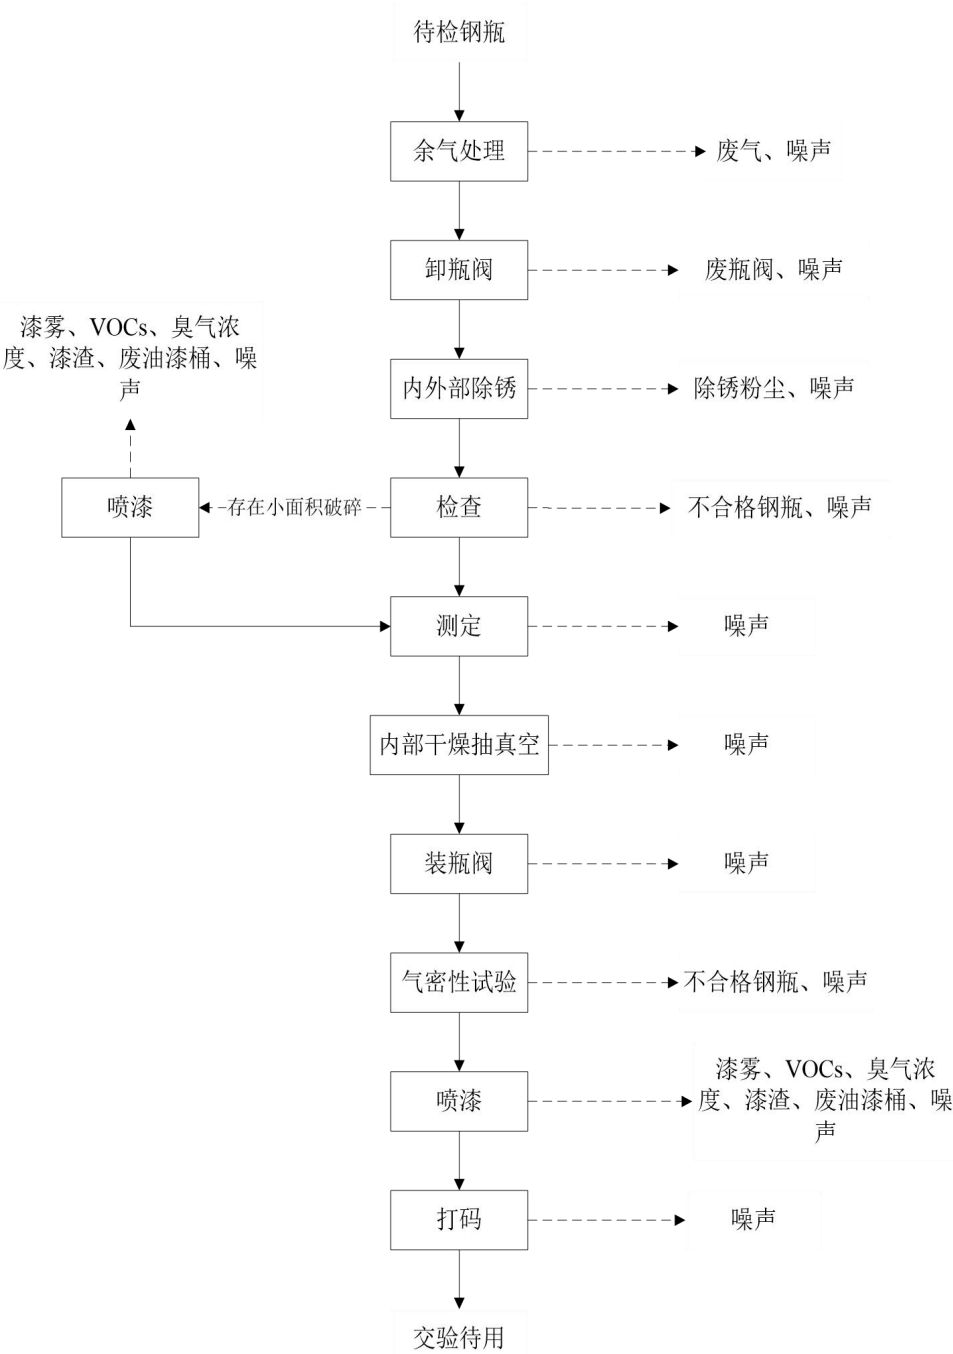 待检钢瓶
余气处理
废气、噪声
卸瓶阀
废瓶阀、噪声
漆雾、VOCs、臭气浓
度、漆渣、废油漆桶、噪
声
内外部除锈
除锈粉尘、噪声
喷漆
存在小面积破碎
检查
不合格钢瓶、噪声
测定
噪声
内部干燥抽真空
噪声
装瓶阀
噪声
气密性试验
不合格钢瓶、噪声
喷漆
漆雾、VOCs、臭气浓
度、漆渣、废油漆桶、噪
声
打码
噪声
交验待用